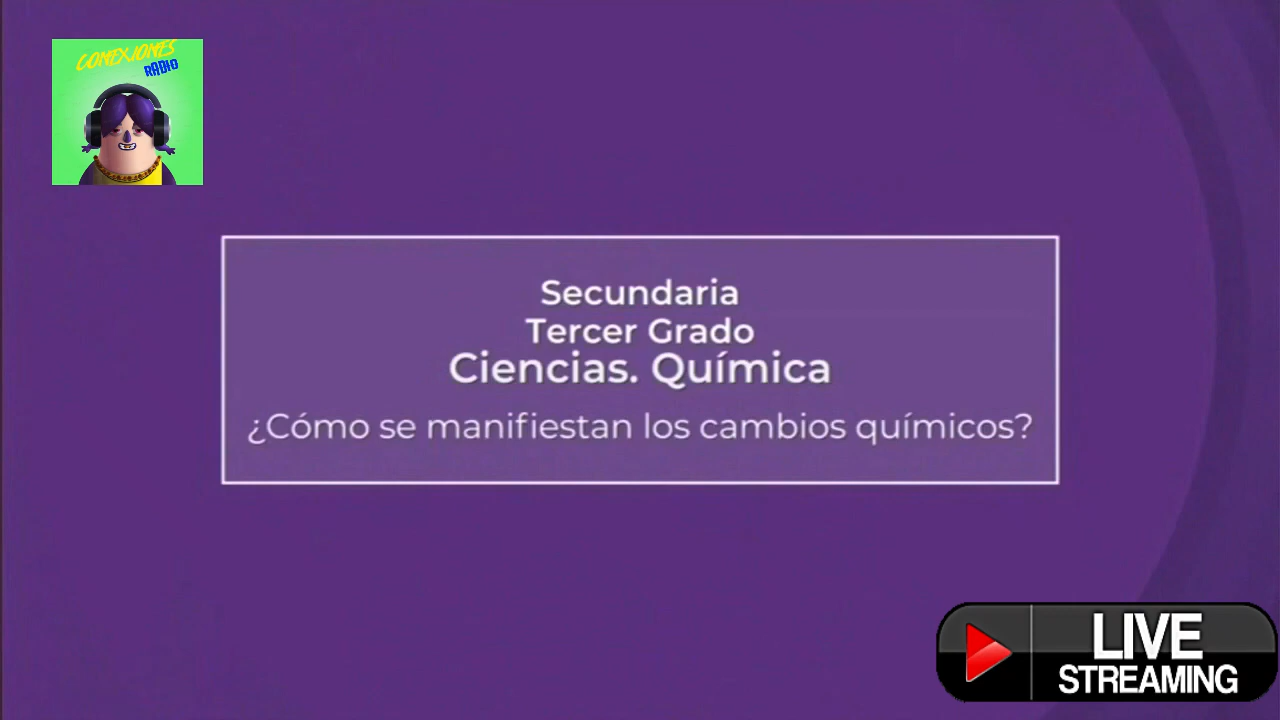 CONEXIONES
RADIO
Secundaria
Tercer Grado
Ciencias. Química
¿Cómo se manifiestan los cambios químicos?
LIVE
STREAMING